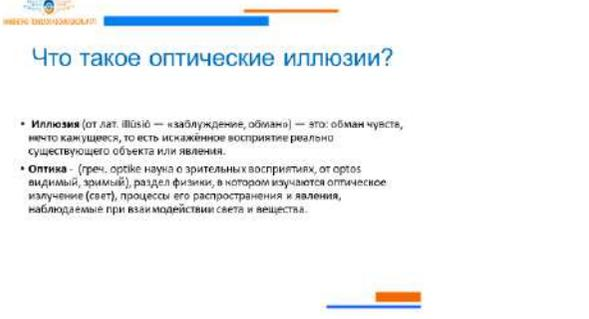 Что такое оптические иллюзии?
• Иллюзия (от лат. illūsiō — «заблуждение, обман») — это: обман чувств,
нечто кажущееся, то есть искажённое восприятие реально
существующего объекта или явления.
• Оптика - (греч. optike наука о зрительных восприятиях, от optos
видимый, зримый), раздел физики, в котором изучаются оптическое
излучение (свет), процессы его распространения и явления,
наблюдаемые при взаимодействии света и вещества.